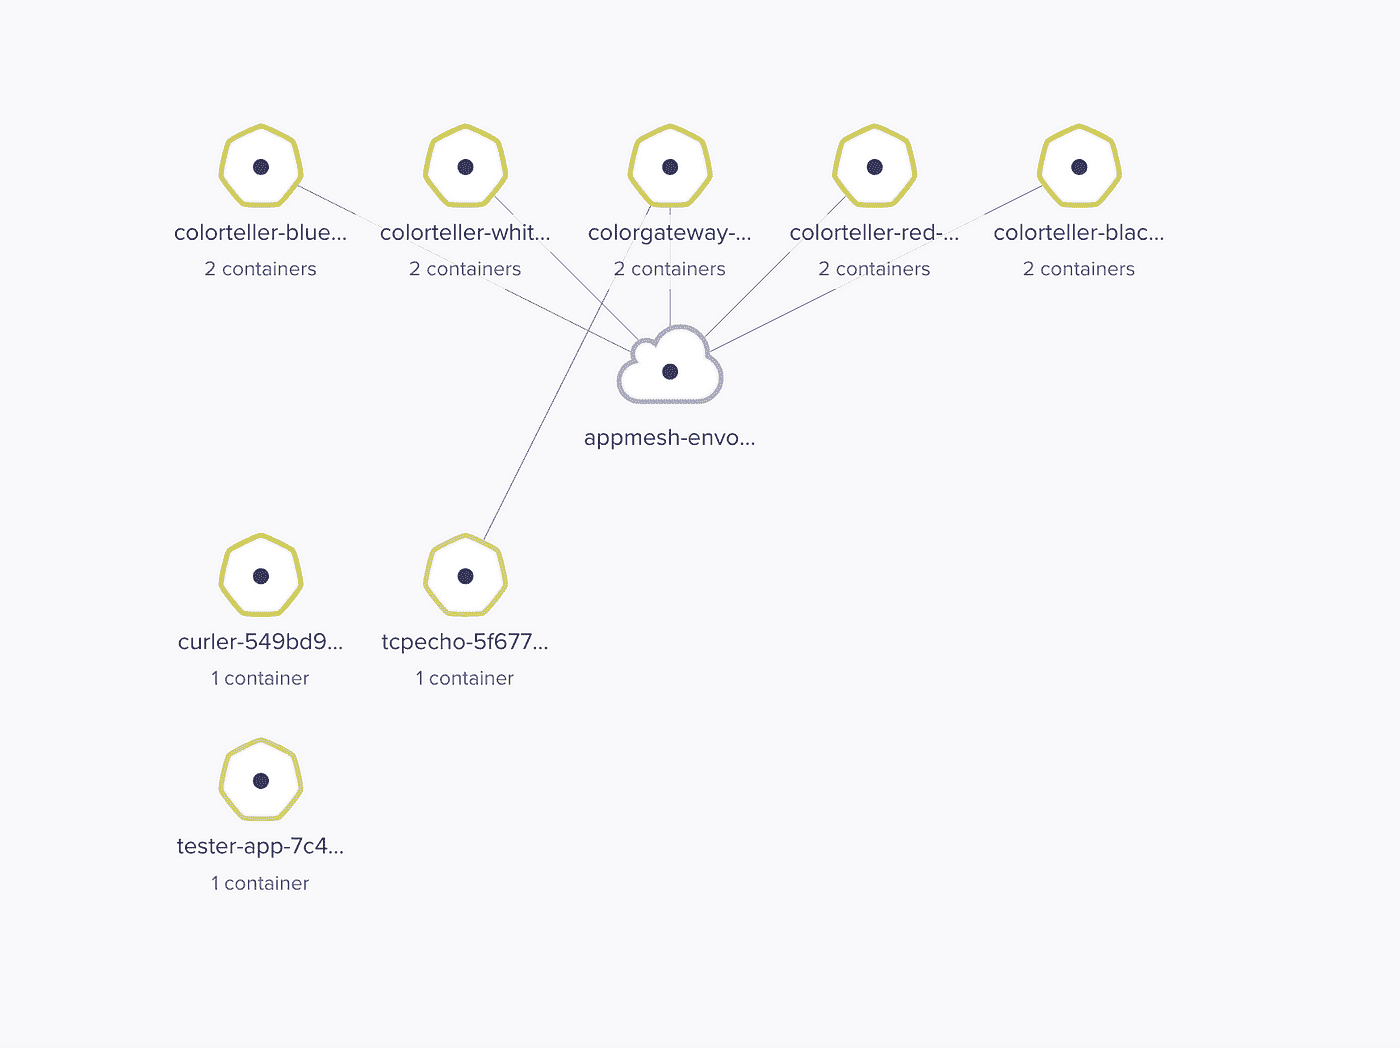 colorteller-blue...
2 containers
colorteller-whit...
2 containers
colorgateway-...
2 containers
colorteller-red-...
2 containers
colorteller-blac...
2 containers
appmesh-envo...
curler-549bd9...
1 container
tcpecho-5f677...
1 container
tester-app-7c4...
1 container